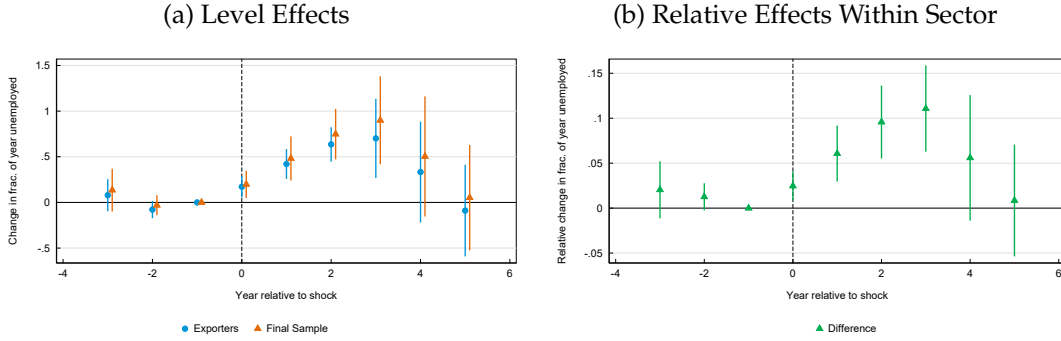 (a) Level Effects
Change in frac. of year unemployed
1.5
1
.5
0
-.5
-4
-2
0
2
4
6
Year relative to shock
Exporters
Final Sample
(b) Relative Effects Within Sector
Relative change in frac. of year unemployed
.15
.1
.05
0
-.05
-4
-2
0
2
4
6
Year relative to shock
Difference